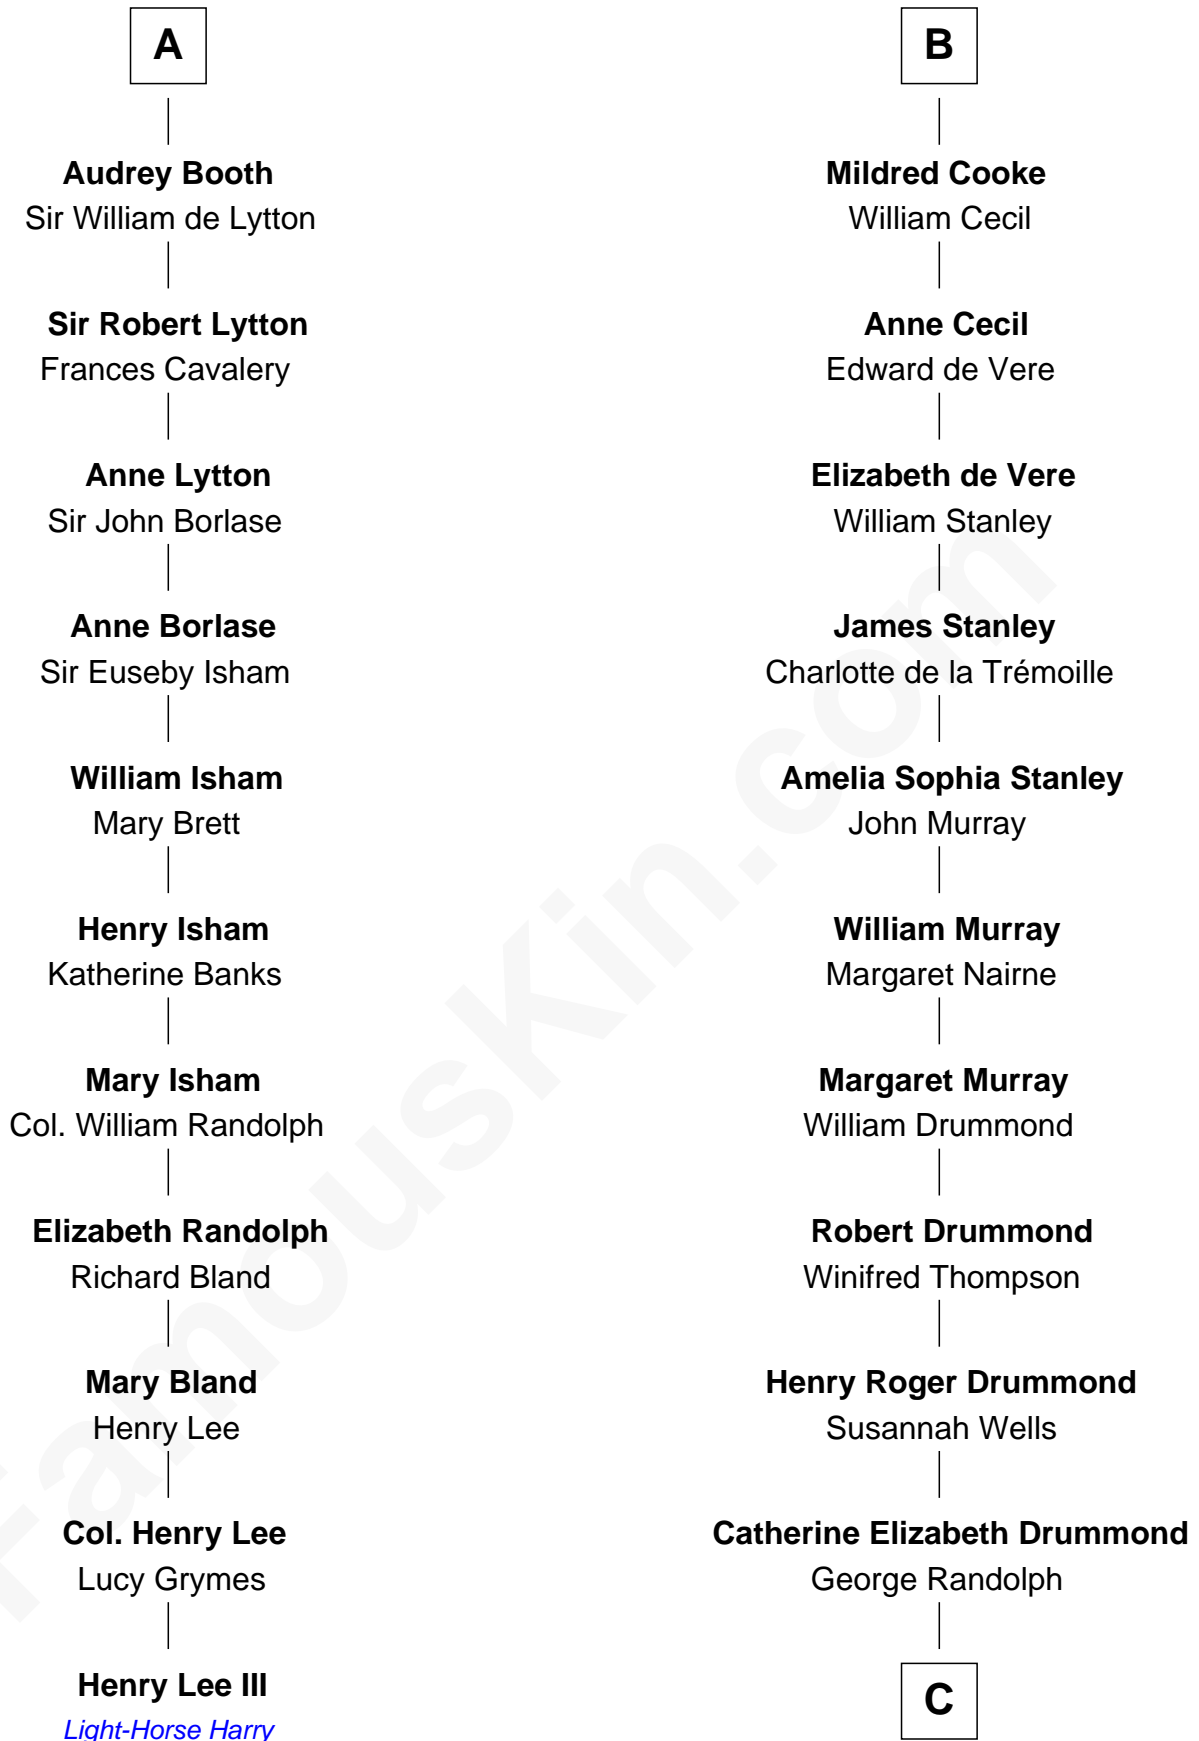 A
Audrey Booth
Sir William de Lytton
Sir Robert Lytton
Frances Cavalery
Anne Lytton
Sir John Borlase
Anne Borlase
Sir Euseby Isham
William Isham
Mary Brett
Henry Isham
Katherine Banks
Mary Isham
Col. William Randolph
Elizabeth Randolph
Richard Bland
Mary Bland
Henry Lee
Col. Henry Lee
Lucy Grymes
Henry Lee III
Light-Horse Harry
B
Mildred Cooke
William Cecil
Anne Cecil
Edward de Vere
Elizabeth de Vere
William Stanley
James Stanley
Charlotte de la Trémoille
Amelia Sophia Stanley
John Murray
William Murray
Margaret Nairne
Margaret Murray
William Drummond
Robert Drummond
Winifred Thompson
Henry Roger Drummond
Susannah Wells
Catherine Elizabeth Drummond
George Randolph
C
FamousKin.com